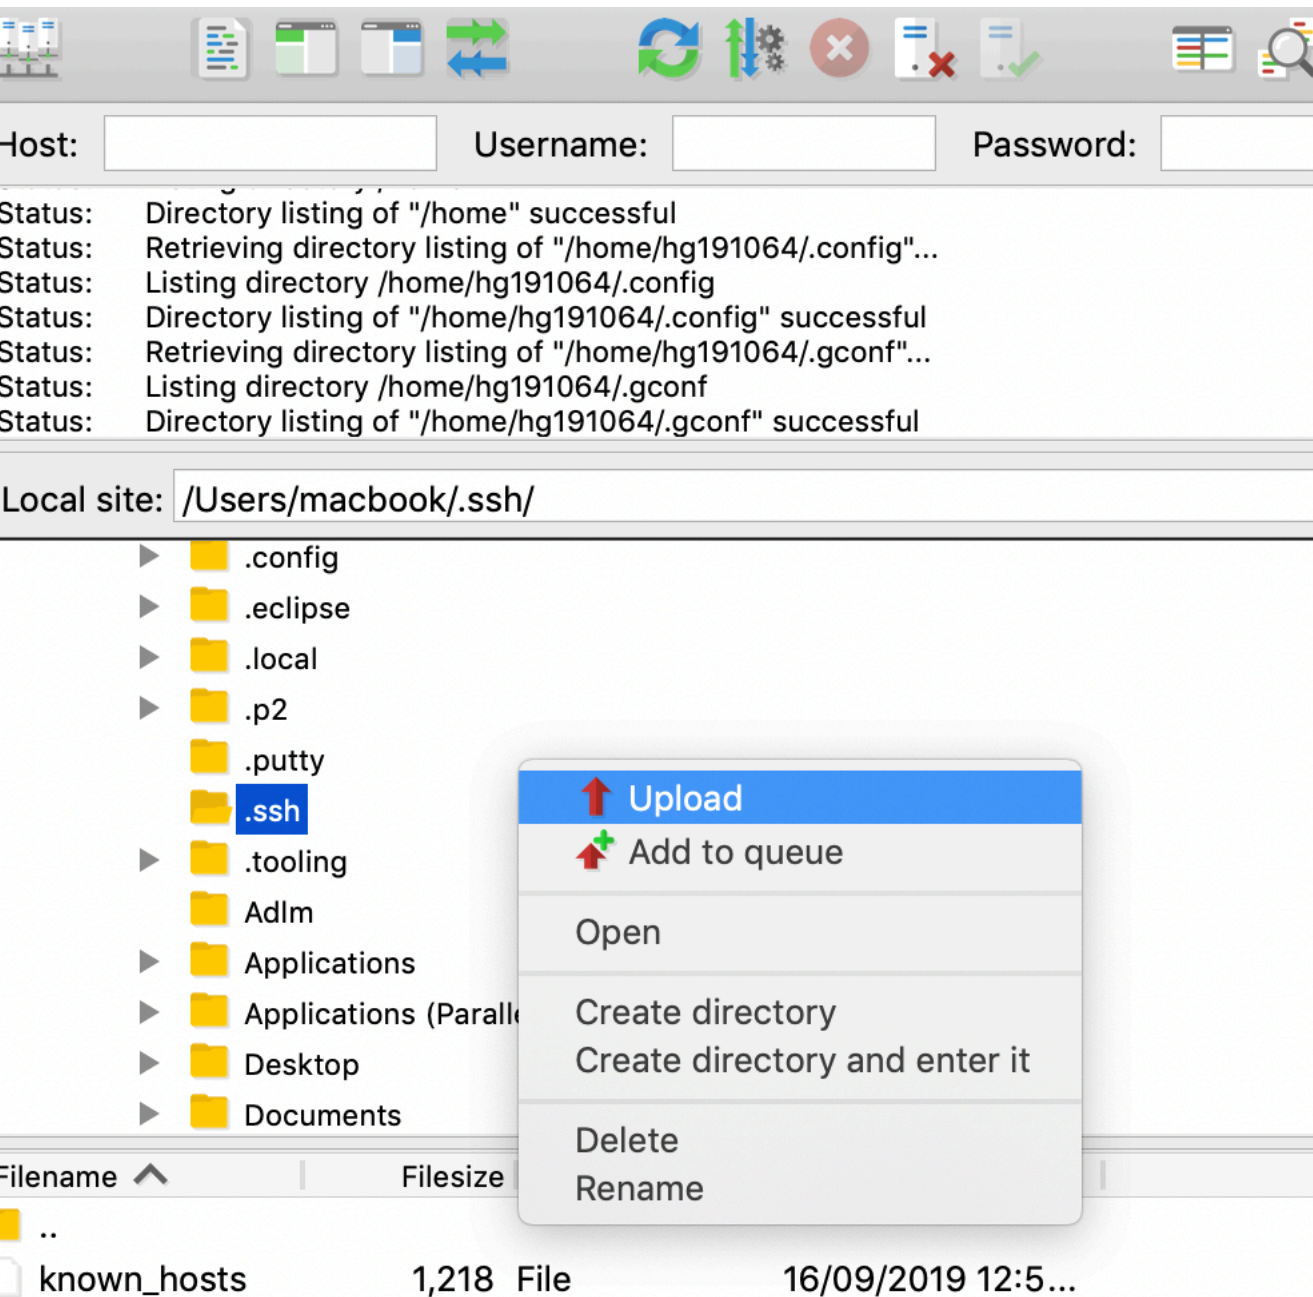 Host: Username: Password:
Status: Directory listing of "/home" successful
Status: Retrieving directory listing of "/home/hg191064/.config"...
Status: Listing directory /home/hg191064/.config
Status: Directory listing of "/home/hg191064/.config" successful
Status: Retrieving directory listing of "/home/hg191064/.gconf"...
Status: Listing directory /home/hg191064/.gconf
Status: Directory listing of "/home/hg191064/.gconf" successful
Local site: /Users/macbook/.ssh/
.config
.eclipse
.local
.p2
.putty
.ssh
.tooling
Adlm
Applications
Applications (Paralle
Desktop
Documents
Upload
Add to queue
Open
Create directory
Create directory and enter it
Delete
Rename
Filename Filesize
..
known_hosts 1,218 File 16/09/2019 12:5...